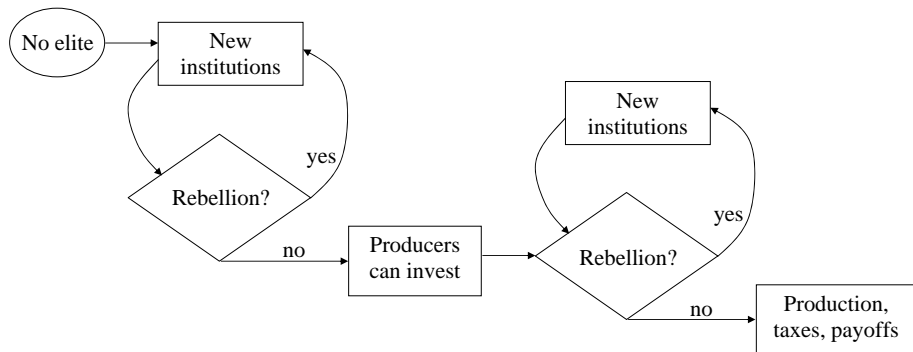 No elite
New
institutions
yes
Rebellion?
no
Producers
can invest
New
institutions
yes
Rebellion?
no
Production,
taxes, payoffs